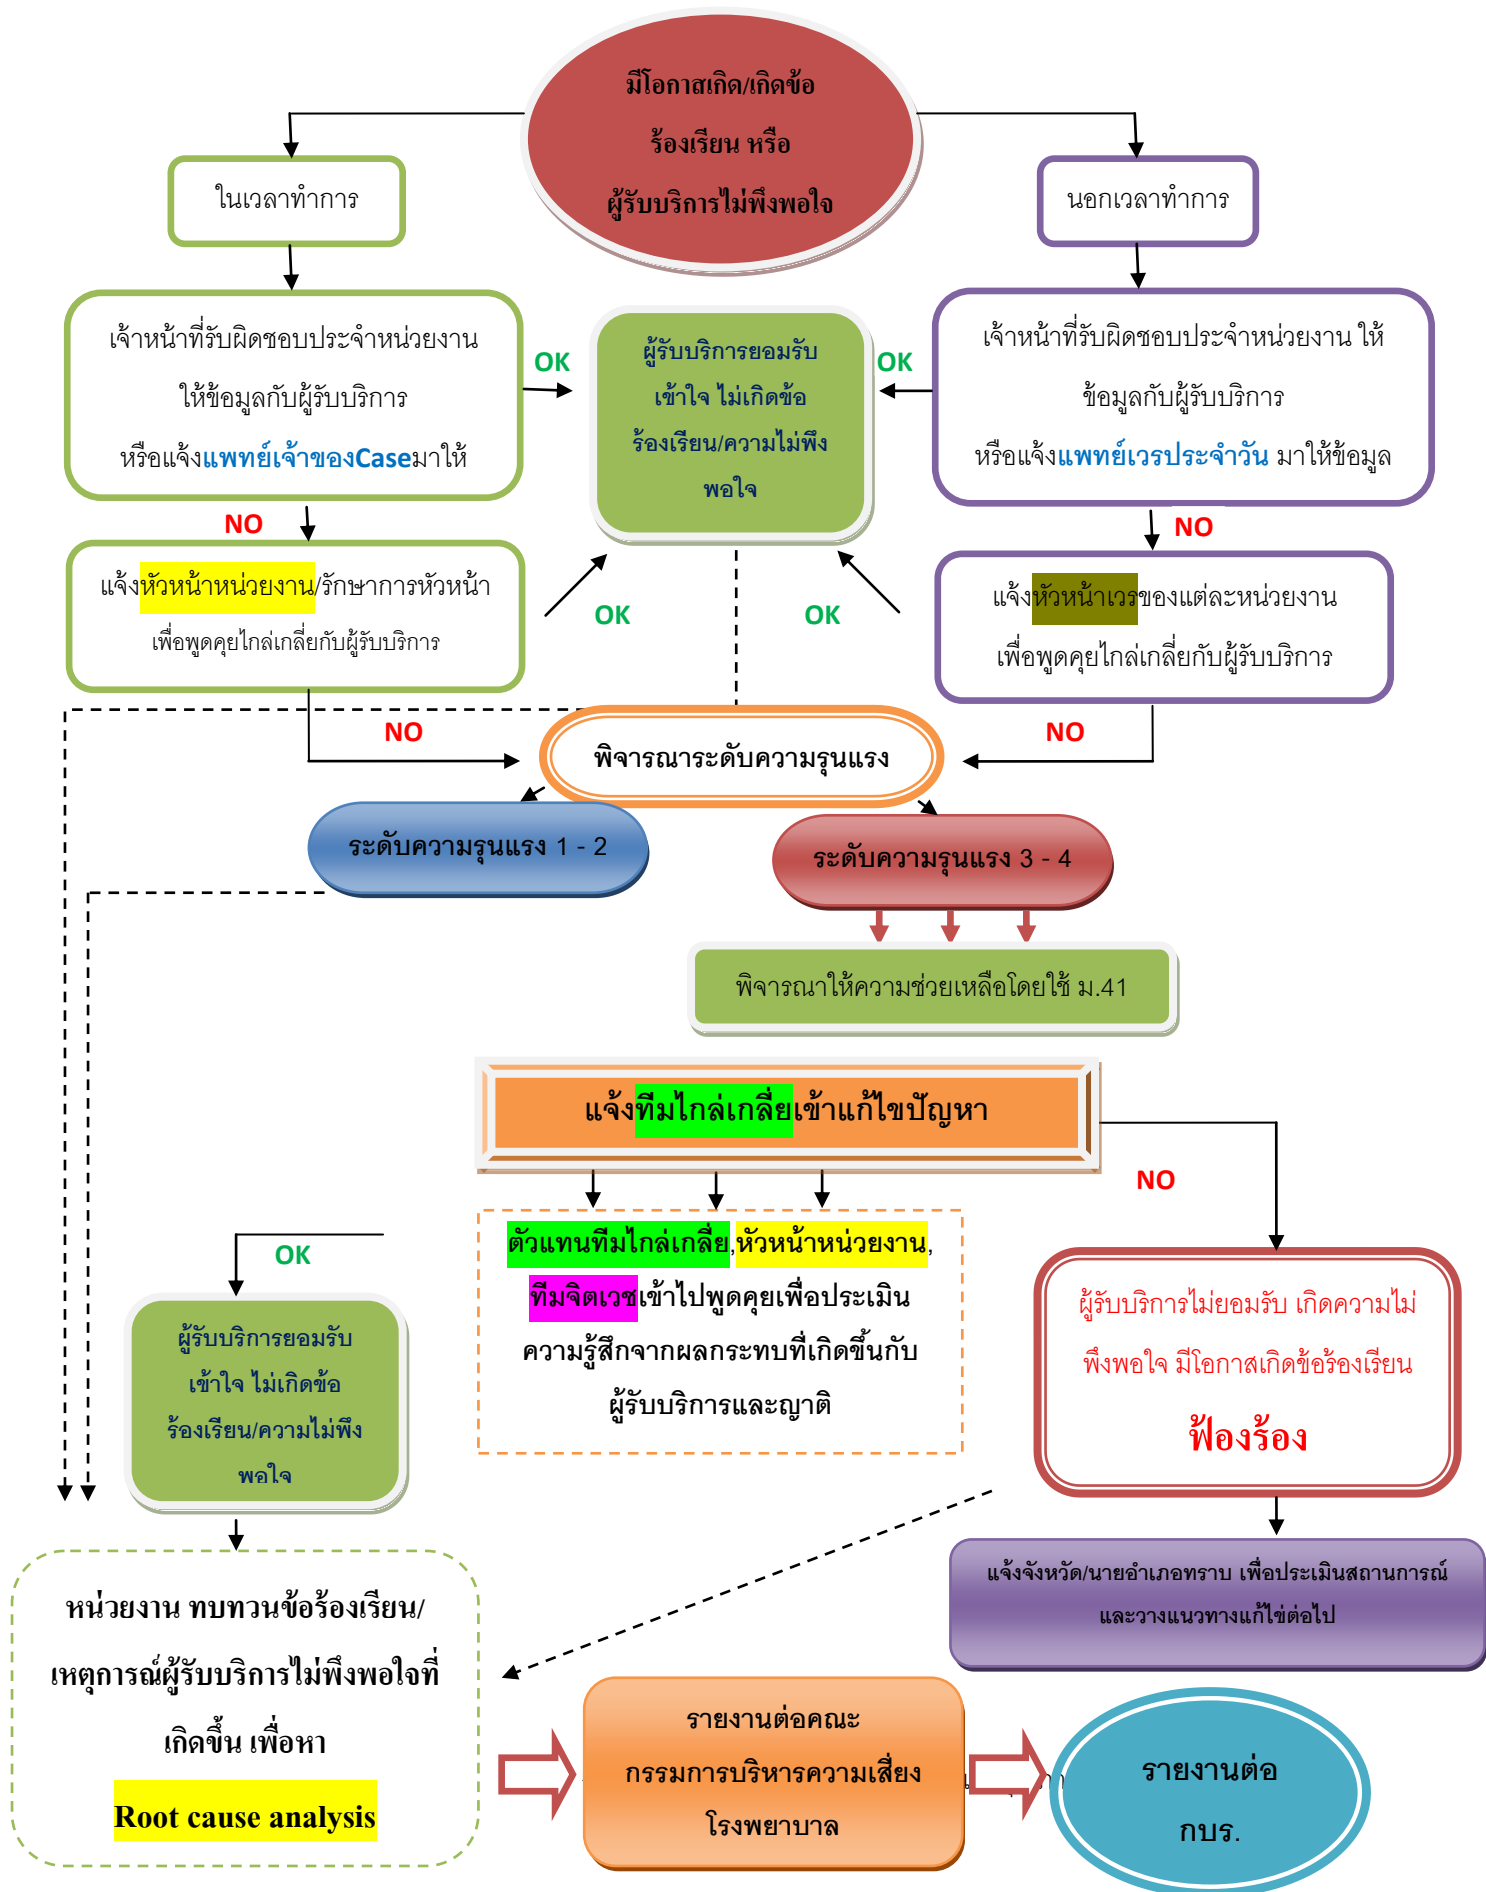 มีโอกาสเกิด/เกิดข้อ
ร้องเรียน หรือ
ผู้รับบริการไม่พึงพอใจ
ในเวลาทำการ
นอกเวลาทำการ
เจ้าหน้าที่รับผิดชอบประจำหน่วยงาน
ให้ข้อมูลกับผู้รับบริการ
หรือแจ้งแพทย์เจ้าของCaseมาให้
OK
ผู้รับบริการยอมรับ
เข้าใจ ไม่เกิดข้อ
ร้องเรียน/ความไม่พึง
พอใจ
OK
เจ้าหน้าที่รับผิดชอบประจำหน่วยงาน ให้
ข้อมูลกับผู้รับบริการ
หรือแจ้งแพทย์เวรประจำวัน มาให้ข้อมูล
NO
NO
แจ้งหัวหน้าหน่วยงาน/รักษาการหัวหน้า
เพื่อพูดคุยไกล่เกลี่ยกับผู้รับบริการ
OK
OK
แจ้งหัวหน้าเวรของแต่ละหน่วยงาน
เพื่อพูดคุยไกล่เกลี่ยกับผู้รับบริการ
NO
NO
พิจารณาระดับความรุนแรง
ระดับความรุนแรง 1 - 2
ระดับความรุนแรง 3 - 4
พิจารณาให้ความช่วยเหลือโดยใช้ ม.41
แจ้งทีมไกล่เกลี่ยเข้าแก้ไขปัญหา
NO
ตัวแทนทีมไกล่เกลี่ย,หัวหน้าหน่วยงาน,
ทีมจิตเวชเข้าไปพูดคุยเพื่อประเมิน
ความรู้สึกจากผลกระทบที่เกิดขึ้นกับ
ผู้รับบริการและญาติ
OK
ผู้รับบริการยอมรับ
เข้าใจ ไม่เกิดข้อ
ร้องเรียน/ความไม่พึง
พอใจ
ผู้รับบริการไม่ยอมรับ เกิดความไม่
พึงพอใจ มีโอกาสเกิดข้อร้องเรียน
ฟ้องร้อง
แจ้งจังหวัด/นายอำเภอทราบ เพื่อประเมินสถานการณ์
และวางแนวทางแก้ไข่ต่อไป
หน่วยงาน ทบทวนข้อร้องเรียน/
เหตุการณ์ผู้รับบริการไม่พึงพอใจที่
เกิดขึ้น เพื่อหา
Root cause analysis
รายงานต่อคณะ
กรรมการบริหารความเสี่ยง
โรงพยาบาล
รายงานต่อ
กบร.